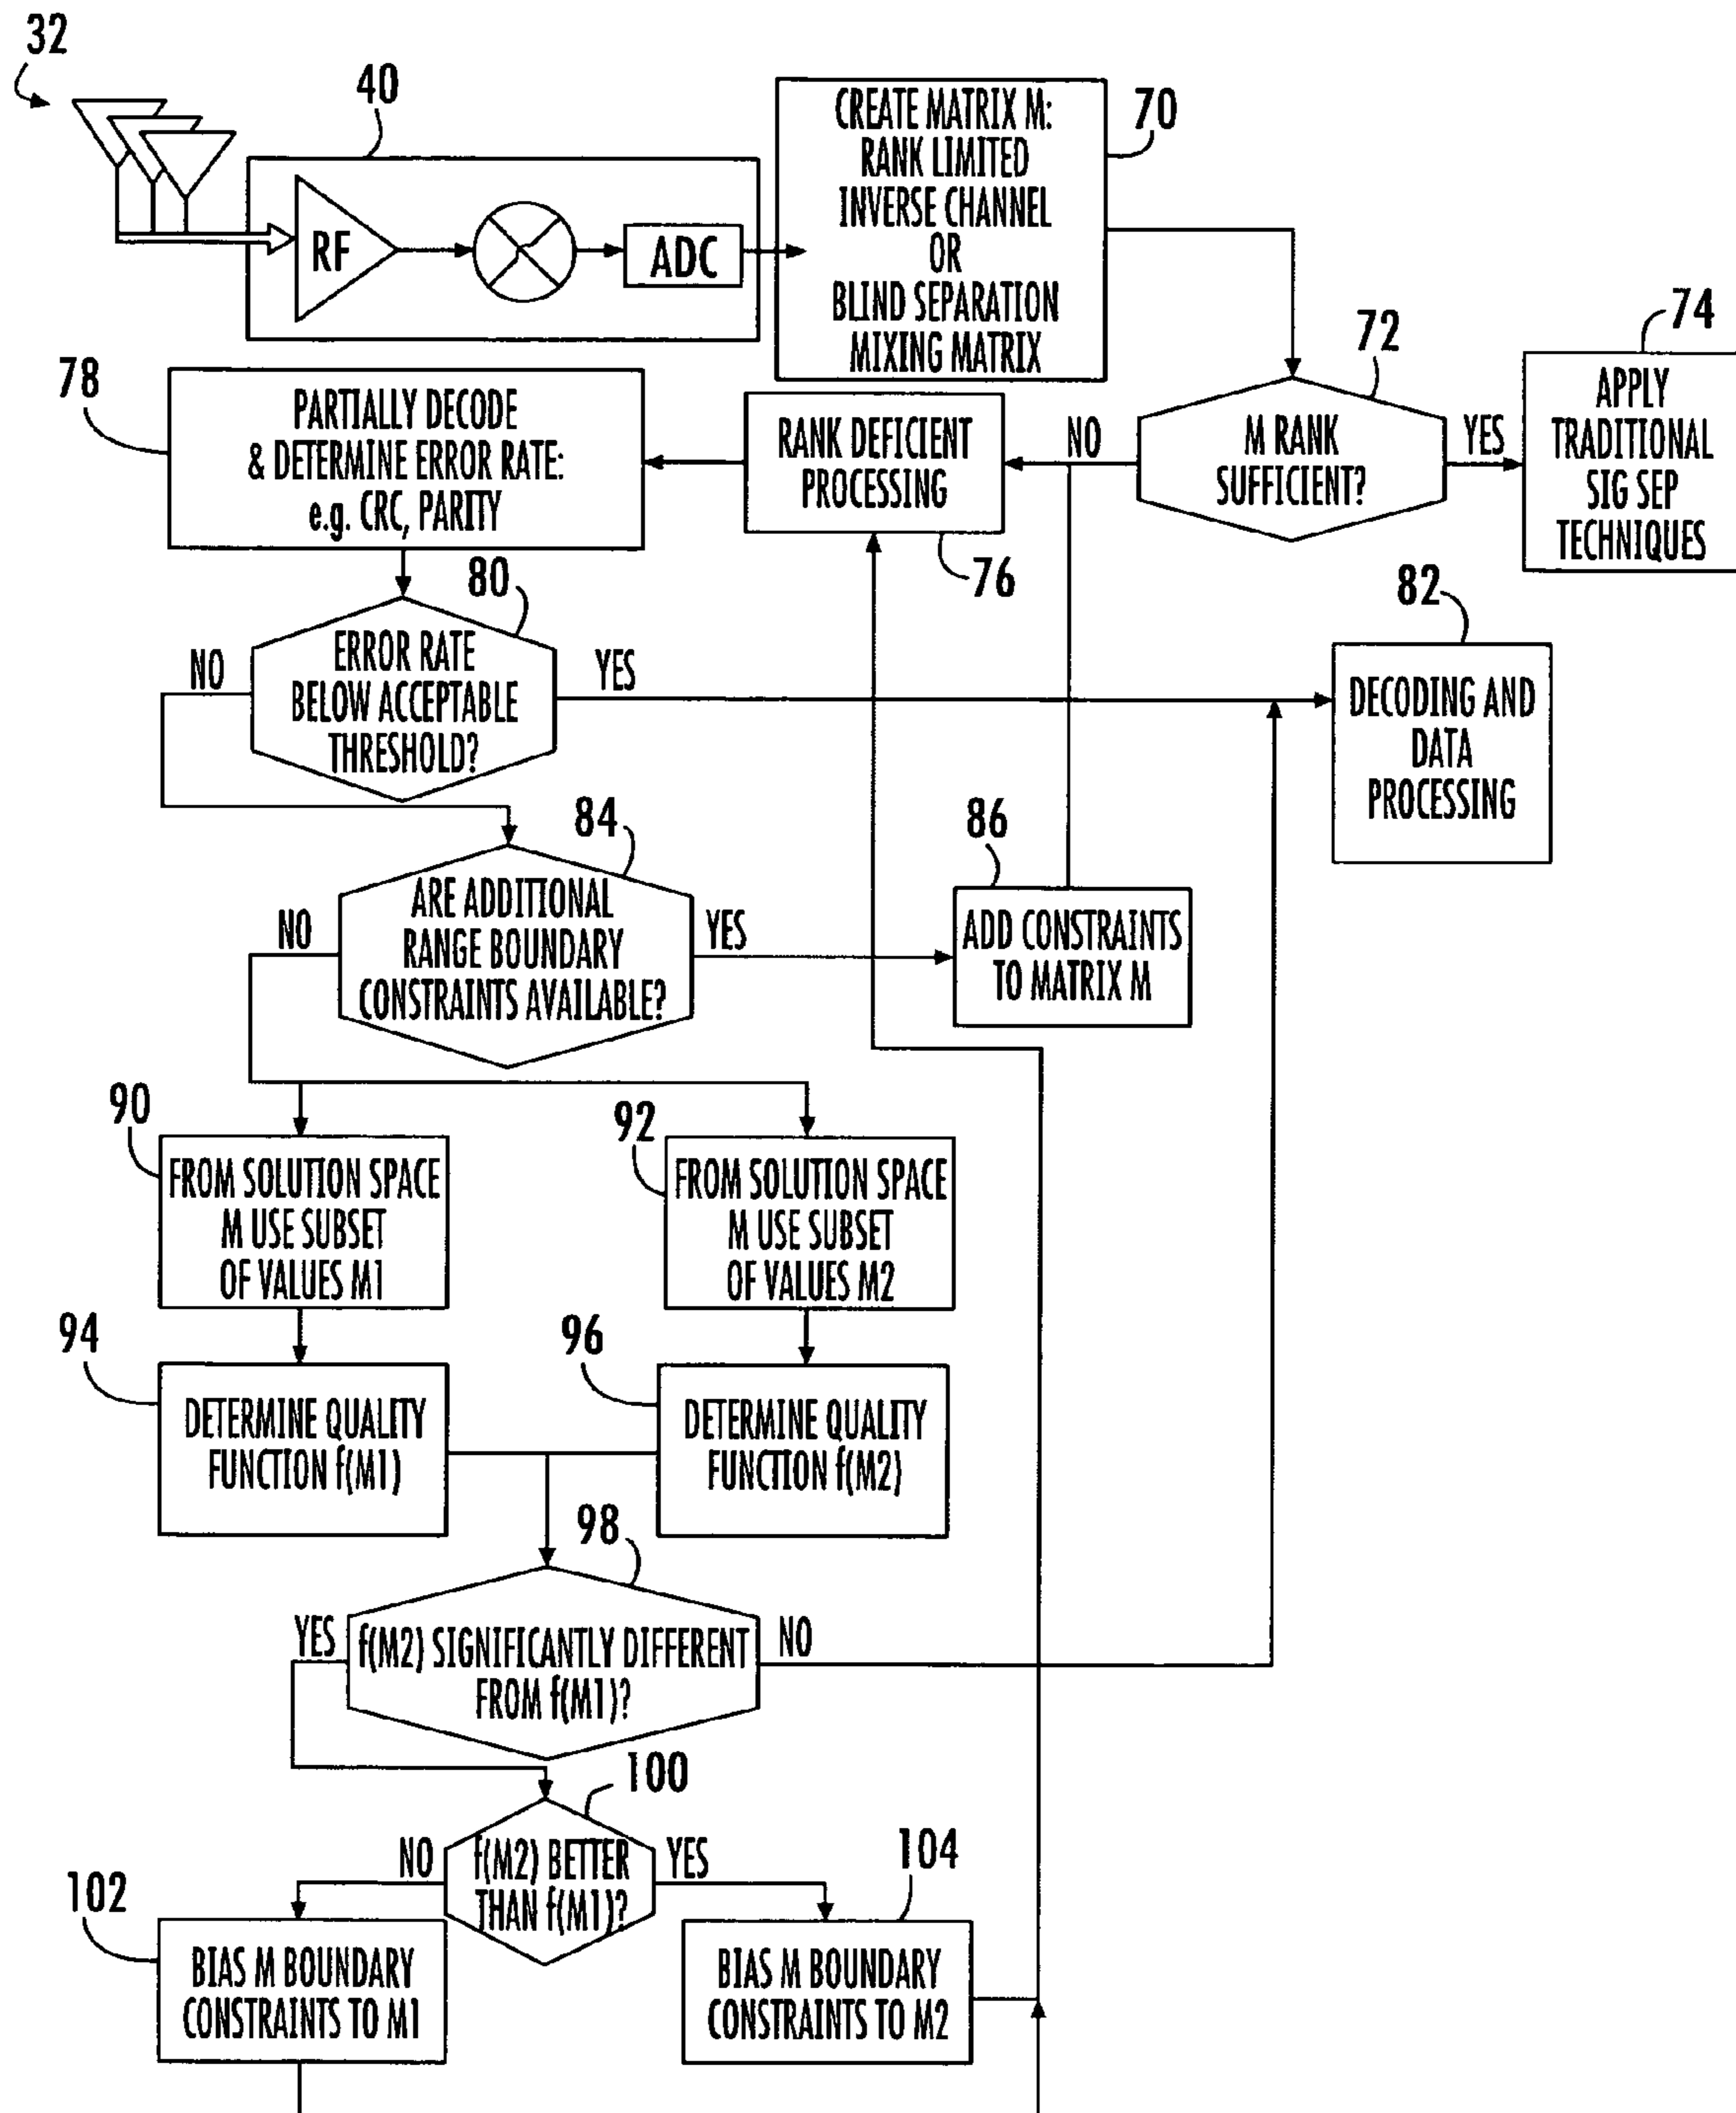 32
40
RF
ADC
CREATE MATRIX M:
RANK LIMITED
INVERSE CHANNEL
OR
BLIND SEPARATION
MIXING MATRIX
70
72
M RANK
SUFFICIENT?
YES
NO
74
APPLY
TRADITIONAL
SIG SEP
TECHNIQUES
RANK DEFICIENT
PROCESSING
76
78
PARTIALLY DECODE
& DETERMINE ERROR RATE:
e.g. CRC, PARITY
80
ERROR RATE
BELOW ACCEPTABLE
THRESHOLD?
NO
YES
82
DECODING AND
DATA
PROCESSING
84
ARE ADDITIONAL
RANGE BOUNDARY
CONSTRAINTS AVAILABLE?
NO
YES
86
ADD CONSTRAINTS
TO MATRIX M
90
FROM SOLUTION SPACE
M USE SUBSET
OF VALUES M1
92
FROM SOLUTION SPACE
M USE SUBSET
OF VALUES M2
94
DETERMINE QUALITY
FUNCTION f(M1)
96
DETERMINE QUALITY
FUNCTION f(M2)
98
YES
f(M2) SIGNIFICANTLY DIFFERENT
FROM f(M1)?
NO
100
NO
f(M2) BETTER
THAN f(M1)?
YES
102
BIAS M BOUNDARY
CONSTRAINTS TO M1
104
BIAS M BOUNDARY
CONSTRAINTS TO M2